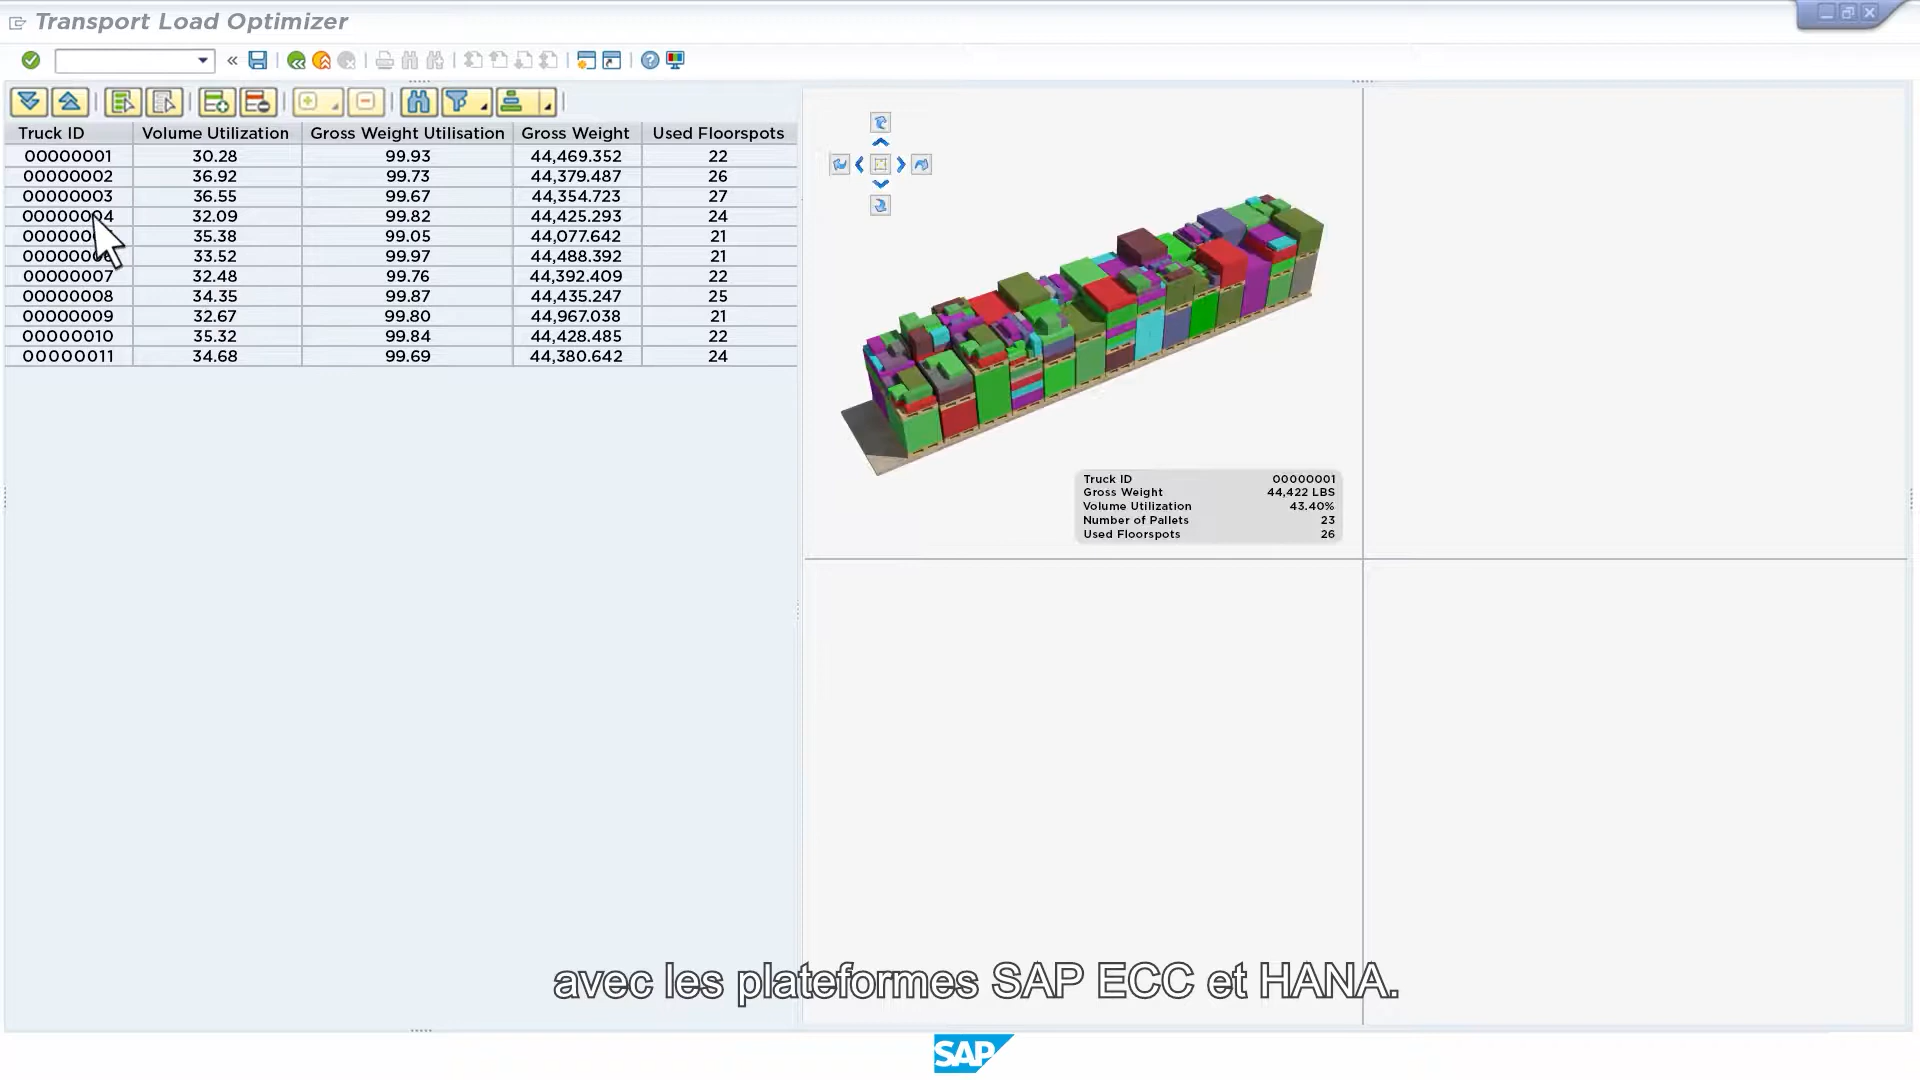 Transport Load Optimizer
Truck ID Volume Utilization Gross Weight Utilisation Gross Weight Used Floorspots
00000001 30.28 99.93 44,469.352 22
00000002 36.92 99.73 44,379.487 26
00000003 36.55 99.67 44,354.723 27
00000004 32.09 99.82 44,425.293 24
35.38 99.05 44,077.642 21
33.52 99.97 44,488.392 21
00000007 32.48 99.76 44,392.409 22
00000008 34.35 99.87 44,435.247 25
00000009 32.67 99.80 44,967.038 21
00000010 35.32 99.84 44,428.485 22
00000011 34.68 99.69 44,380.642 24
Truck ID 00000001
Gross Weight 44,422 LBS
Volume Utilization 43.40%
Number of Pallets 23
Used Floorspots 26
avec les plateformes SAP ECC et HANA.
SAP